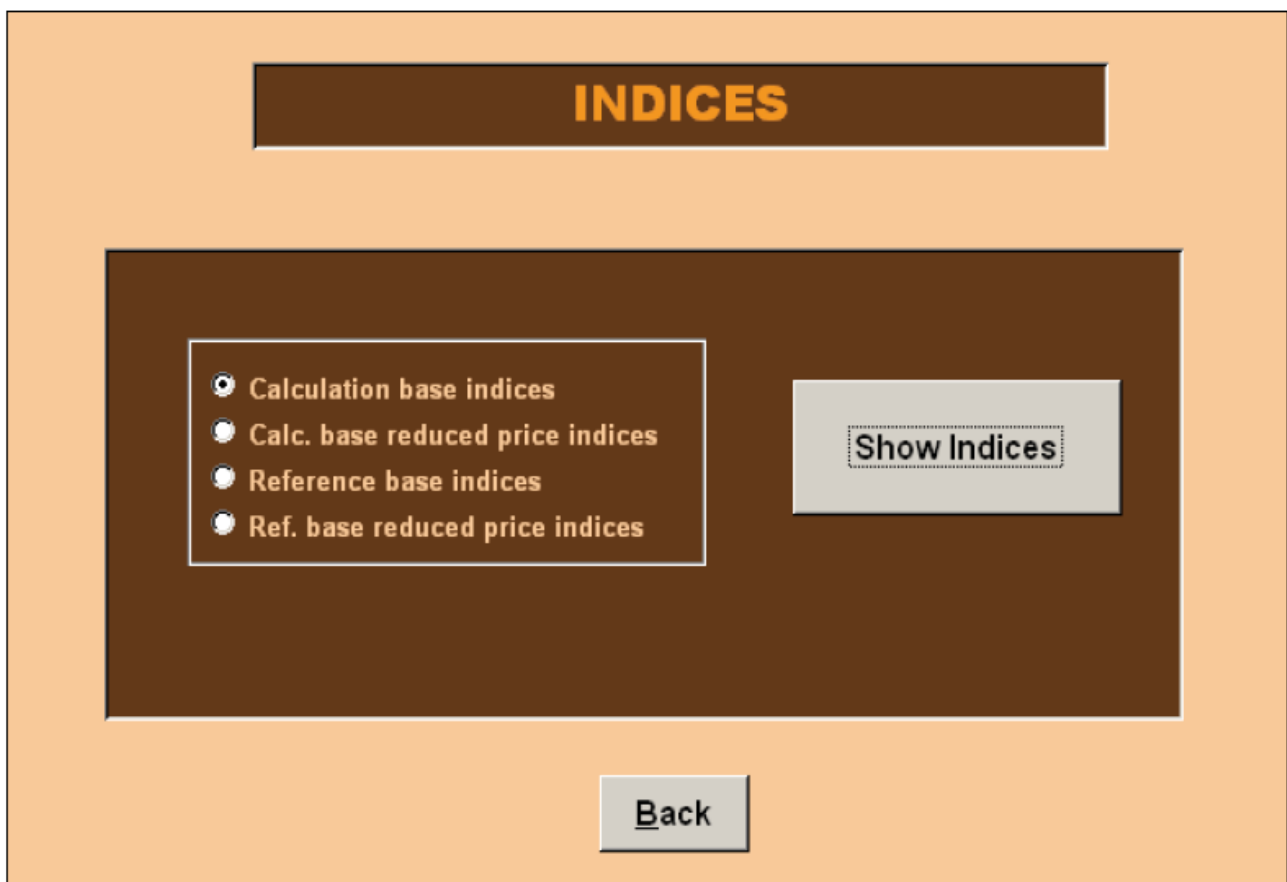 INDICES
Calculation base indices
Calc. base reduced price indices
Reference base indices
Ref. base reduced price indices
Show Indices
Back